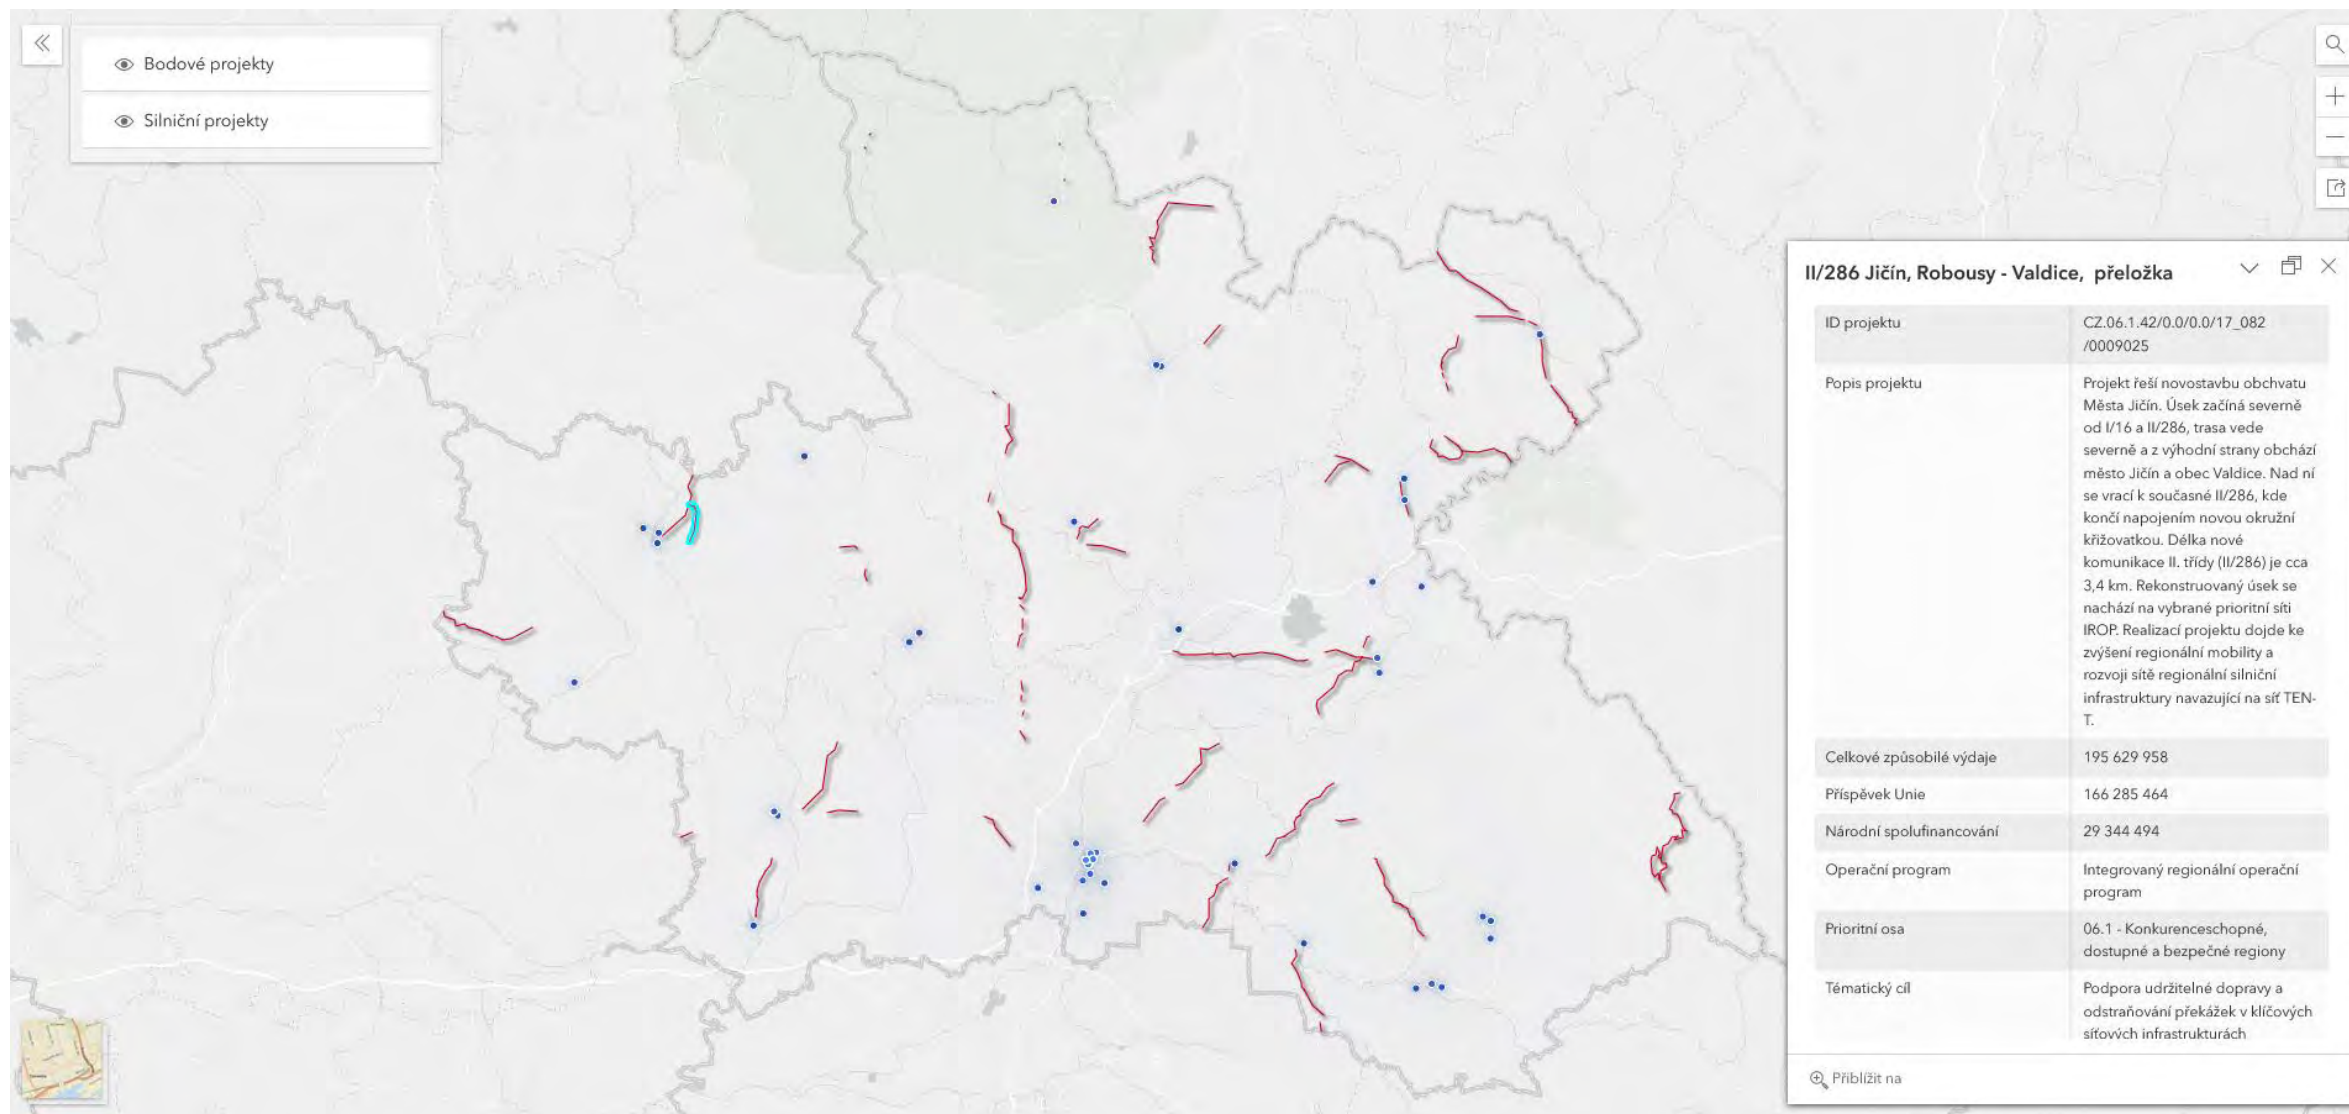 Bodové projekty
Silniční projekty
II/286 Jičín, Robousy - Valdice, přeložka
ID projektu
CZ.06.1.42/0.0/0.0/17_082
/0009025
Popis projektu
Projekt řeší novostavbu obchvatu
Města Jičín. Úsek začíná severně
od I/16 a II/286, trasa vede
severně a z výhodní strany obchází
město Jičín a obec Valdice. Nad ní
se vrací k současné II/286, kde
končí napojením novou okružní
křižovatkou. Délka nové
komunikace II. třídy (II/286) je cca
3,4 km. Rekonstruovaný úsek se
nachází na vybrané prioritní síti
IROP. Realizací projektu dojde ke
zvýšení regionální mobility a
rozvoji sítě regionální silniční
infrastruktury navazující na síť TEN-
T.
Celkové způsobilé výdaje
195 629 958
Příspěvek Unie
166 285 464
Národní spolufinancování
29 344 494
Operační program
Integrovaný regionální operační
program
Prioritní osa
06.1 - Konkurenceschopné,
dostupné a bezpečné regiony
Tématický cíl
Podpora udržitelné dopravy a
odstraňování překážek v klíčových
síťových infrastrukturách
Přiblížit na